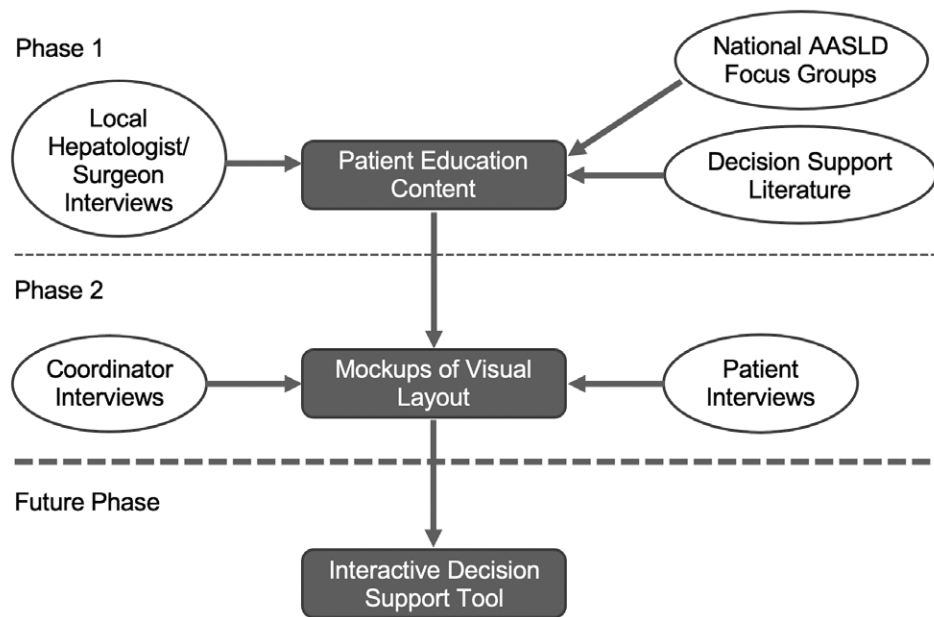 Phase 1
National AASLD
Focus Groups
Local
Hepatologist/
Surgeon
Interviews
Patient Education
Content
Decision Support
Literature
Phase 2
Coordinator
Interviews
Mockups of Visual
Layout
Patient
Interviews
Future Phase
Interactive Decision
Support Tool